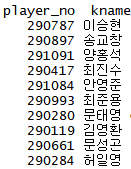 player_no kname
290787 이승현
290897 송교창
291091 양홍석
290417 최진수
291084 안영준
290993 최준용
290280 문태영
290119 김영환
290661 문성곤
290284 허일영